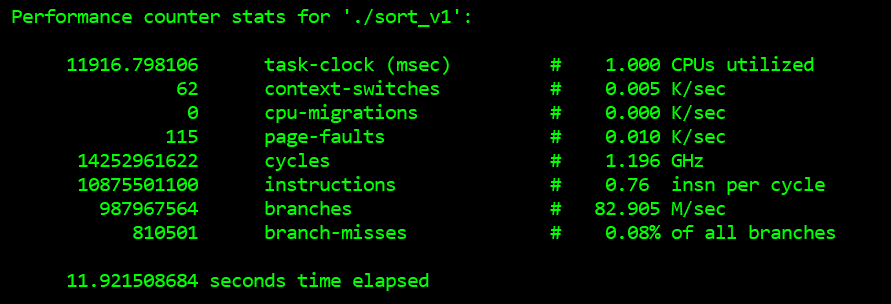 Performance counter stats for './sort_v1':
11916.798106 task-clock (msec) # 1.000 CPUs utilized
62 context-switches # 0.005 K/sec
0 cpu-migrations # 0.000 K/sec
115 page-faults # 0.010 K/sec
14252961622 cycles # 1.196 GHz
10875501100 instructions # 0.76 insn per cycle
987967564 branches # 82.905 M/sec
810501 branch-misses # 0.08% of all branches
11.921508684 seconds time elapsed